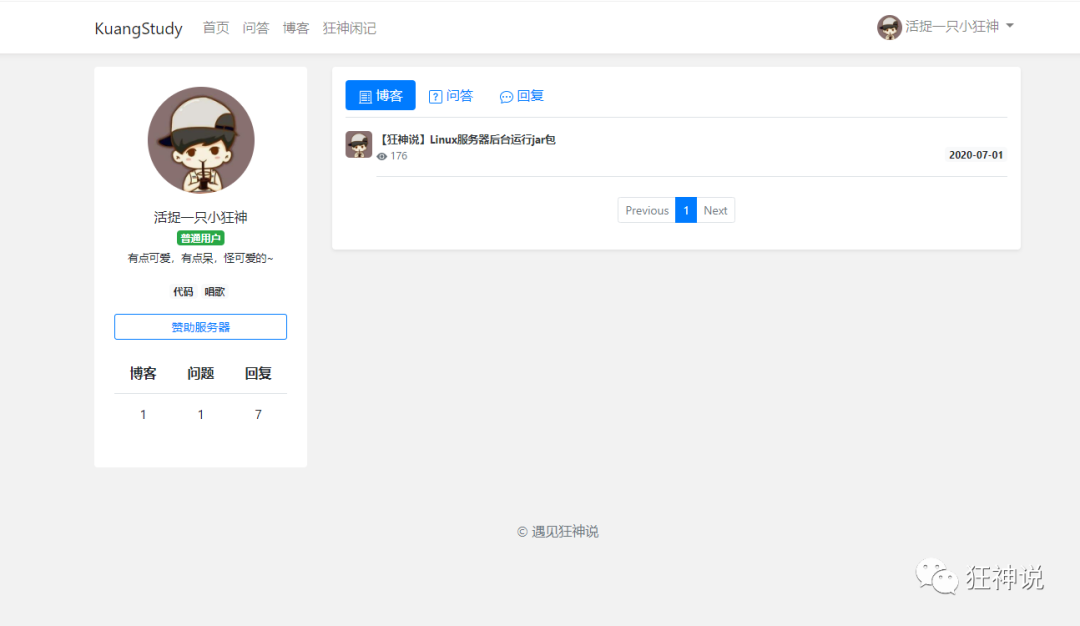 KuangStudy 首页 问答 博客 狂神闲记 活捉一只小狂神
活捉一只小狂神
普通用户
有点可爱，有点呆，怪可爱的~
代码 唱歌
赞助服务器
博客 问题 回复
1 1 7
博客 问答 回复
【狂神说】Linux服务器后台运行jar包
176
2020-07-01
Previous 1 Next
© 遇见狂神说
狂神说